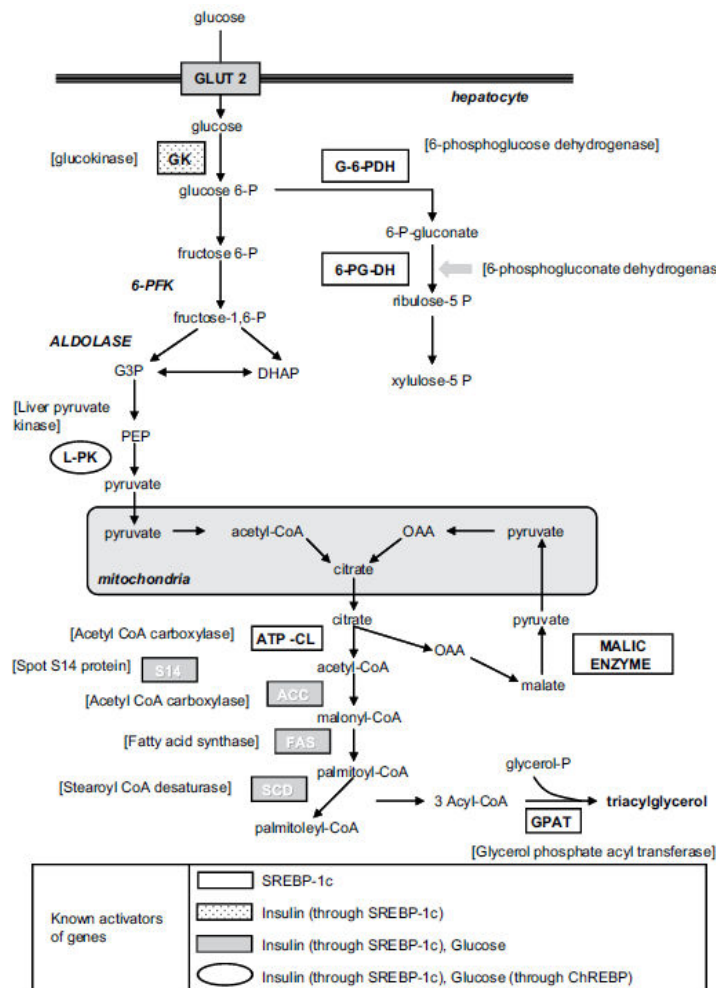 glucose
GLUT 2
hepatocyte
glucose
[glucokinase]
GK
G-6-PDH
[6-phosphoglucose dehydrogenase]
glucose 6-P
6-P-gluconate
fructose 6-P
6-PG-DH
[6-phosphogluconate dehydrogenas
6-PFK
ribulose-5 P
fructose-1,6-P
ALDOLASE
G3P
DHAP
xylulose-5 P
[Liver pyruvate
kinase]
PEP
L-PK
pyruvate
pyruvate
acetyl-CoA
OAA
pyruvate
citrate
mitochondria
citrate
pyruvate
[Acetyl CoA carboxylase]
ATP -CL
OAA
MALIC
ENZYME
[Spot S14 protein]
S14
acetyl-CoA
malate
[Acetyl CoA carboxylase]
ACC
malonyl-CoA
[Fatty acid synthase]
FAS
palmitoyl-CoA
glycerol-P
[Stearoyl CoA desaturase]
SCD
3 Acyl-CoA
triacylglycerol
palmitoleyl-CoA
GPAT
[Glycerol phosphate acyl transferase]
Known activators
of genes
SREBP-1c
Insulin (through SREBP-1c)
Insulin (through SREBP-1c), Glucose
Insulin (through SREBP-1c), Glucose (through ChREBP)